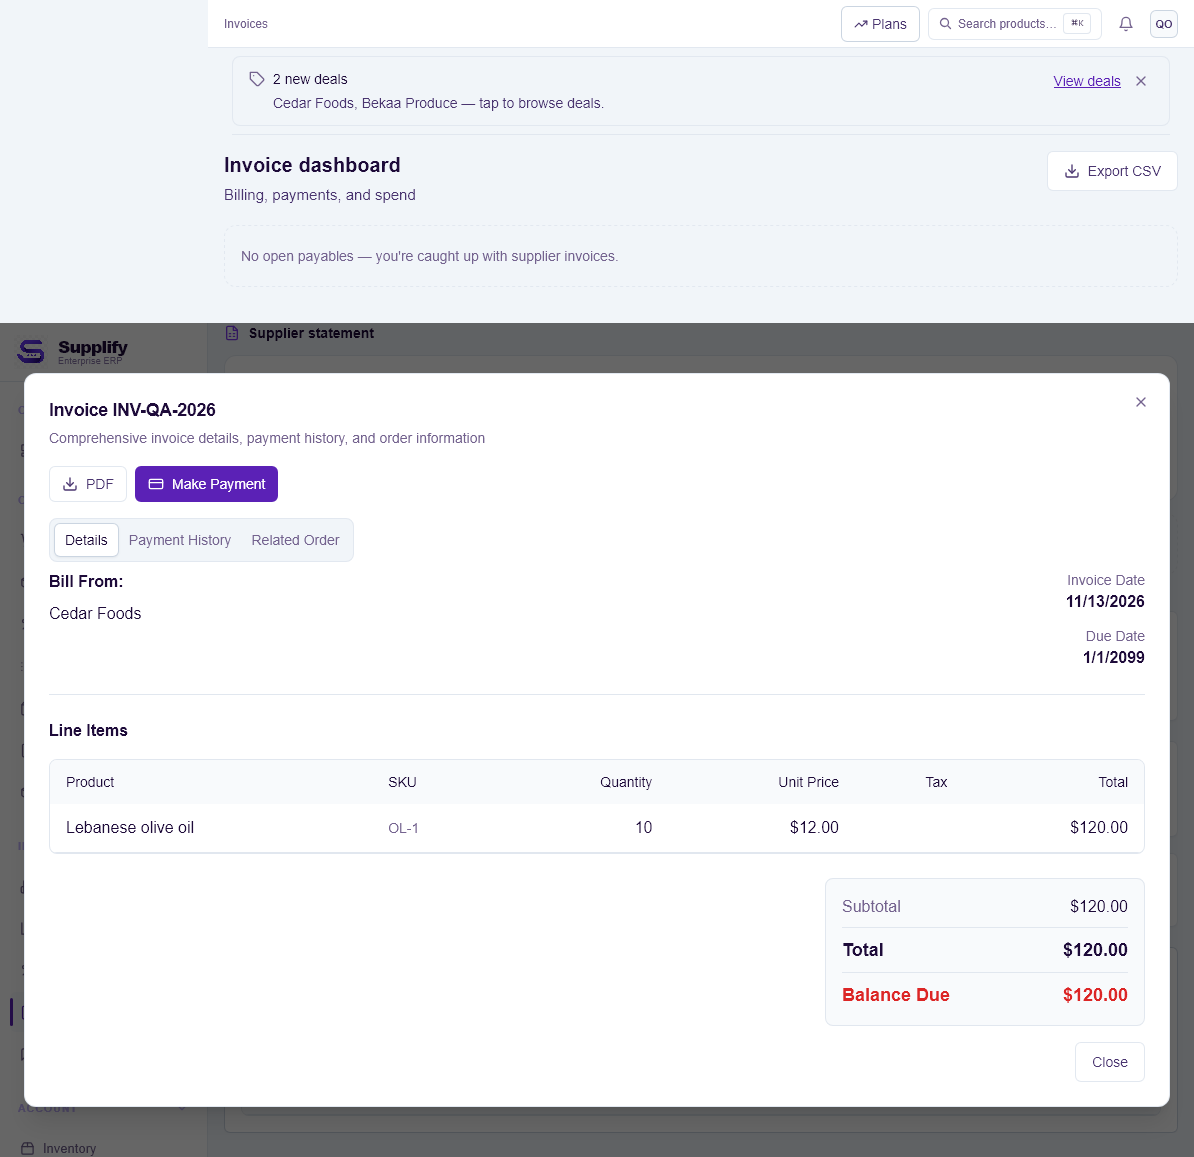 Invoices
Plans
Search products... ⌘K
QO
2 new deals
View deals
Cedar Foods, Bekaa Produce — tap to browse deals.
Invoice dashboard
Export CSV
Billing, payments, and spend
No open payables — you're caught up with supplier invoices.
Supplier statement
Supplify
Enterprise ERP
Invoice INV-QA-2026
Comprehensive invoice details, payment history, and order information
PDF
Make Payment
Details Payment History Related Order
Bill From:
Cedar Foods
Invoice Date
11/13/2026
Due Date
1/1/2099
Line Items
Product SKU Quantity Unit Price Tax Total
Lebanese olive oil OL-1 10 $12.00 $120.00
Subtotal $120.00
Total $120.00
Balance Due $120.00
Close
ACCOUNT
Inventory